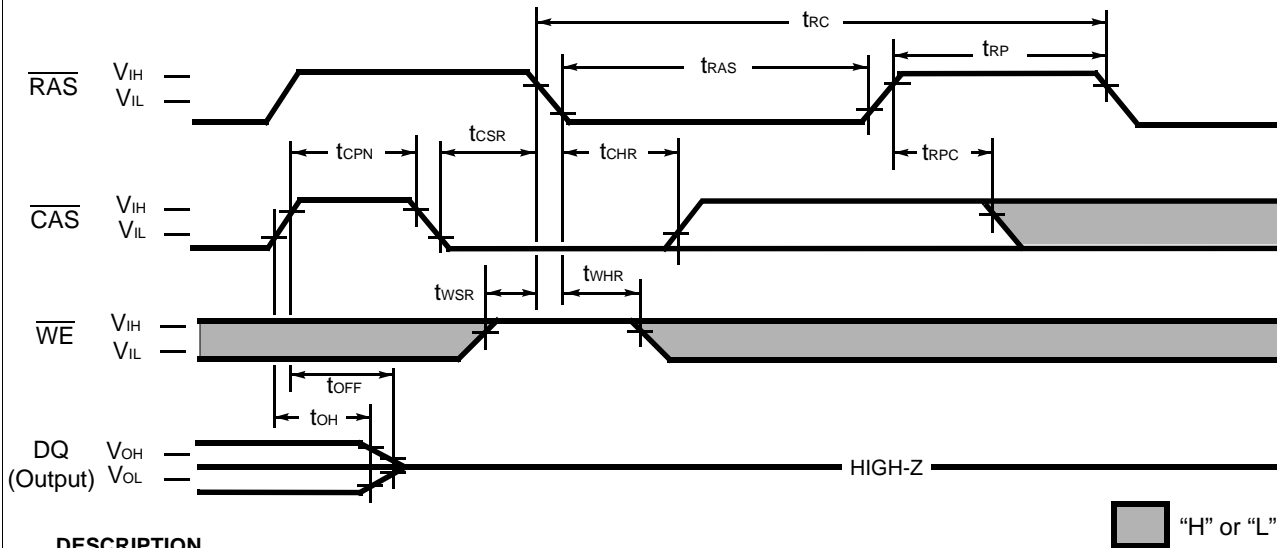 tRC
tRP
tRAS
RAS
VIH
VIL
tCSR
tCPN
tCHR
tRPC
CAS
VIH
VIL
tWSR
tWHR
WE
VIH
VIL
tOFF
tOH
DQ
(Output)
VOH
VOL
HIGH-Z
“H” or “L”
DESCRIPTION